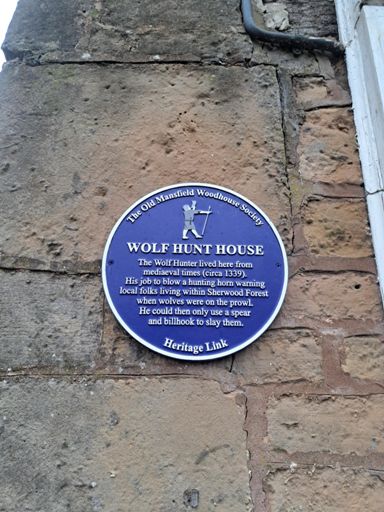 The Old Mansfield Woodhouse Society
WOLF HUNT HOUSE
The Wolf Hunter lived here from
mediaeval times (circa 1339).
His job to blow a hunting horn warning
local folks living within Sherwood Forest
when wolves were on the prowl.
He could then only use a spear
and billhook to slay them.
Heritage Link